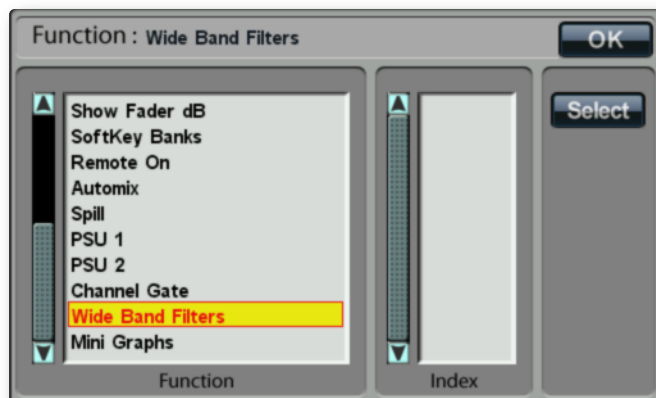 Function : Wide Band Filters
OK
Show Fader dB
SoftKey Banks
Remote On
Automix
Spill
PSU 1
PSU 2
Channel Gate
Wide Band Filters
Mini Graphs
Function
Index
Select